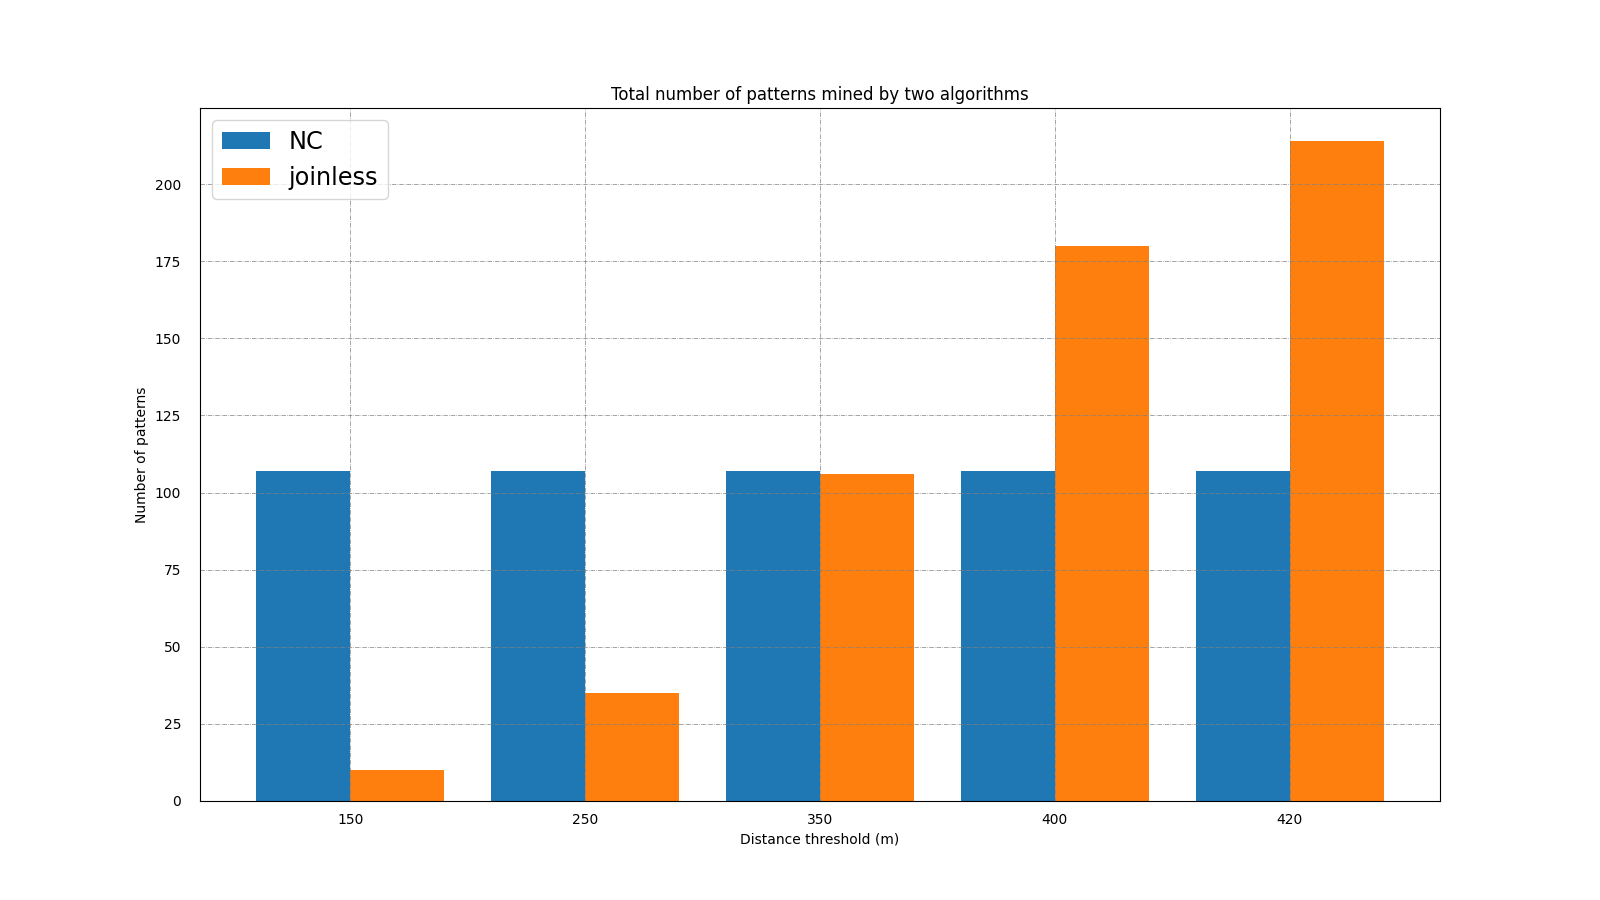 Total number of patterns mined by two algorithms
NC
joinless
200
175
150
125
100
75
50
25
0
Number of patterns
150 250 350 400 420
Distance threshold (m)